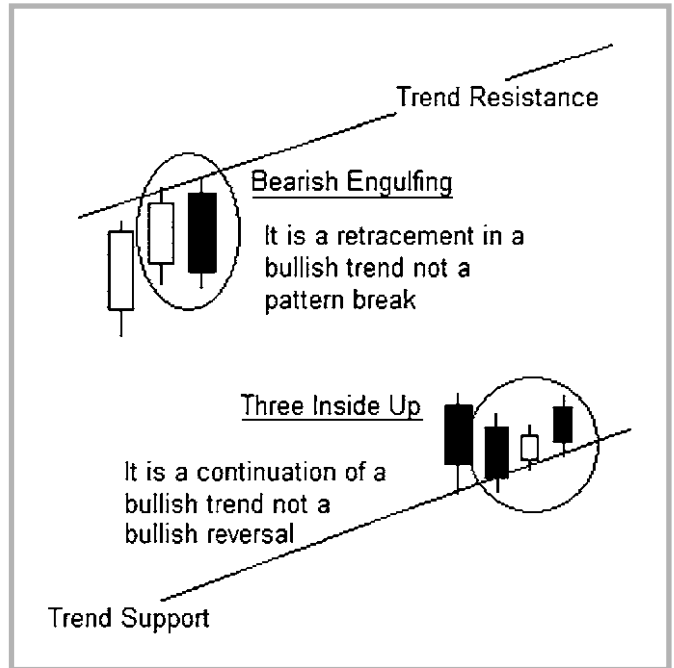 Trend Resistance
Bearish Engulfing
It is a retracement in a
bullish trend not a
pattern break
Three Inside Up
It is a continuation of a
bullish trend not a
bullish reversal
Trend Support